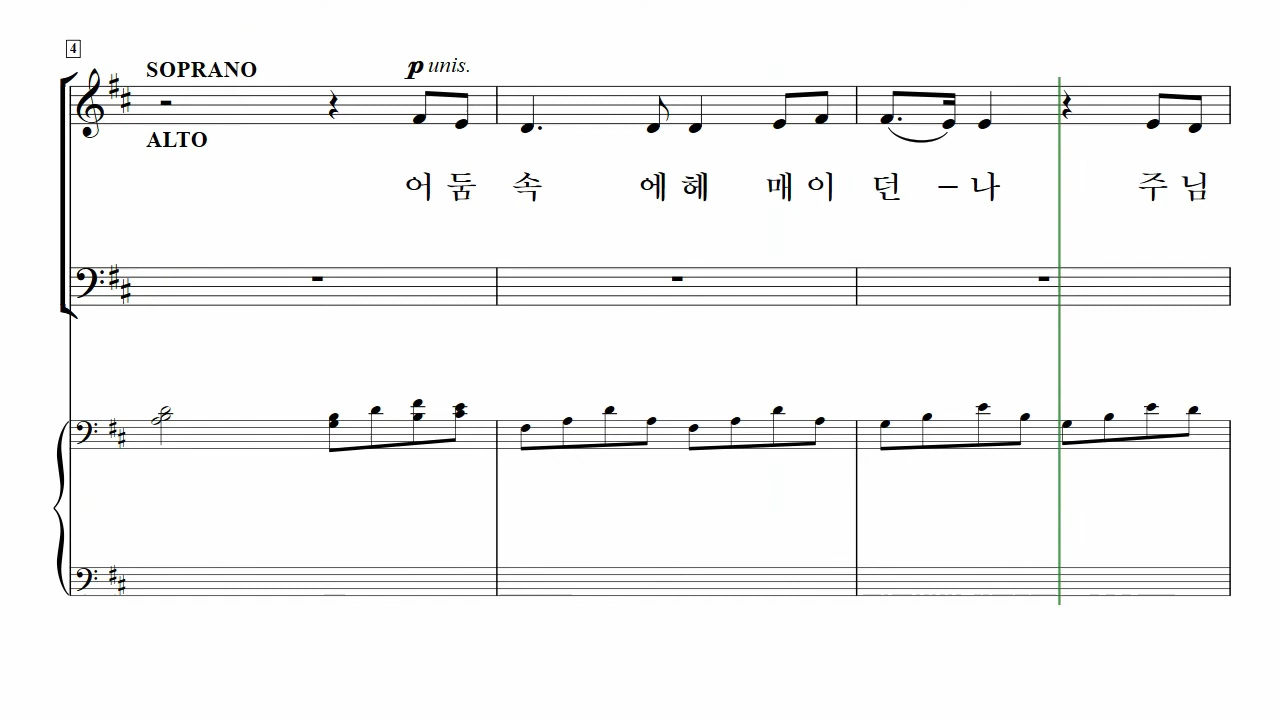 4
SOPRANO
p unis.
ALTO
어 둠 속 에 헤 매 이 던 – 나 주 님